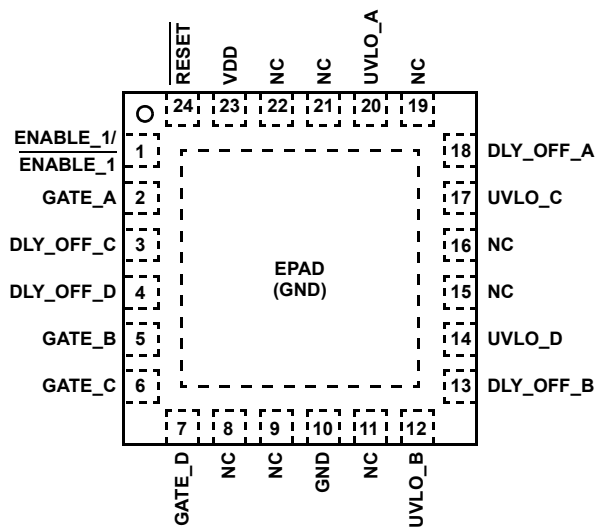 RESET
VDD
NC
NC
UVLO_A
NC
24
23
22
21
20
19
ENABLE_1/
ENABLE_1
1
GATE_A
2
DLY_OFF_C
3
DLY_OFF_D
4
GATE_B
5
GATE_C
6
EPAD
(GND)
18
DLY_OFF_A
17
UVLO_C
16
NC
15
NC
14
UVLO_D
13
DLY_OFF_B
7
8
9
10
11
12
GATE_D
NC
NC
GND
NC
UVLO_B